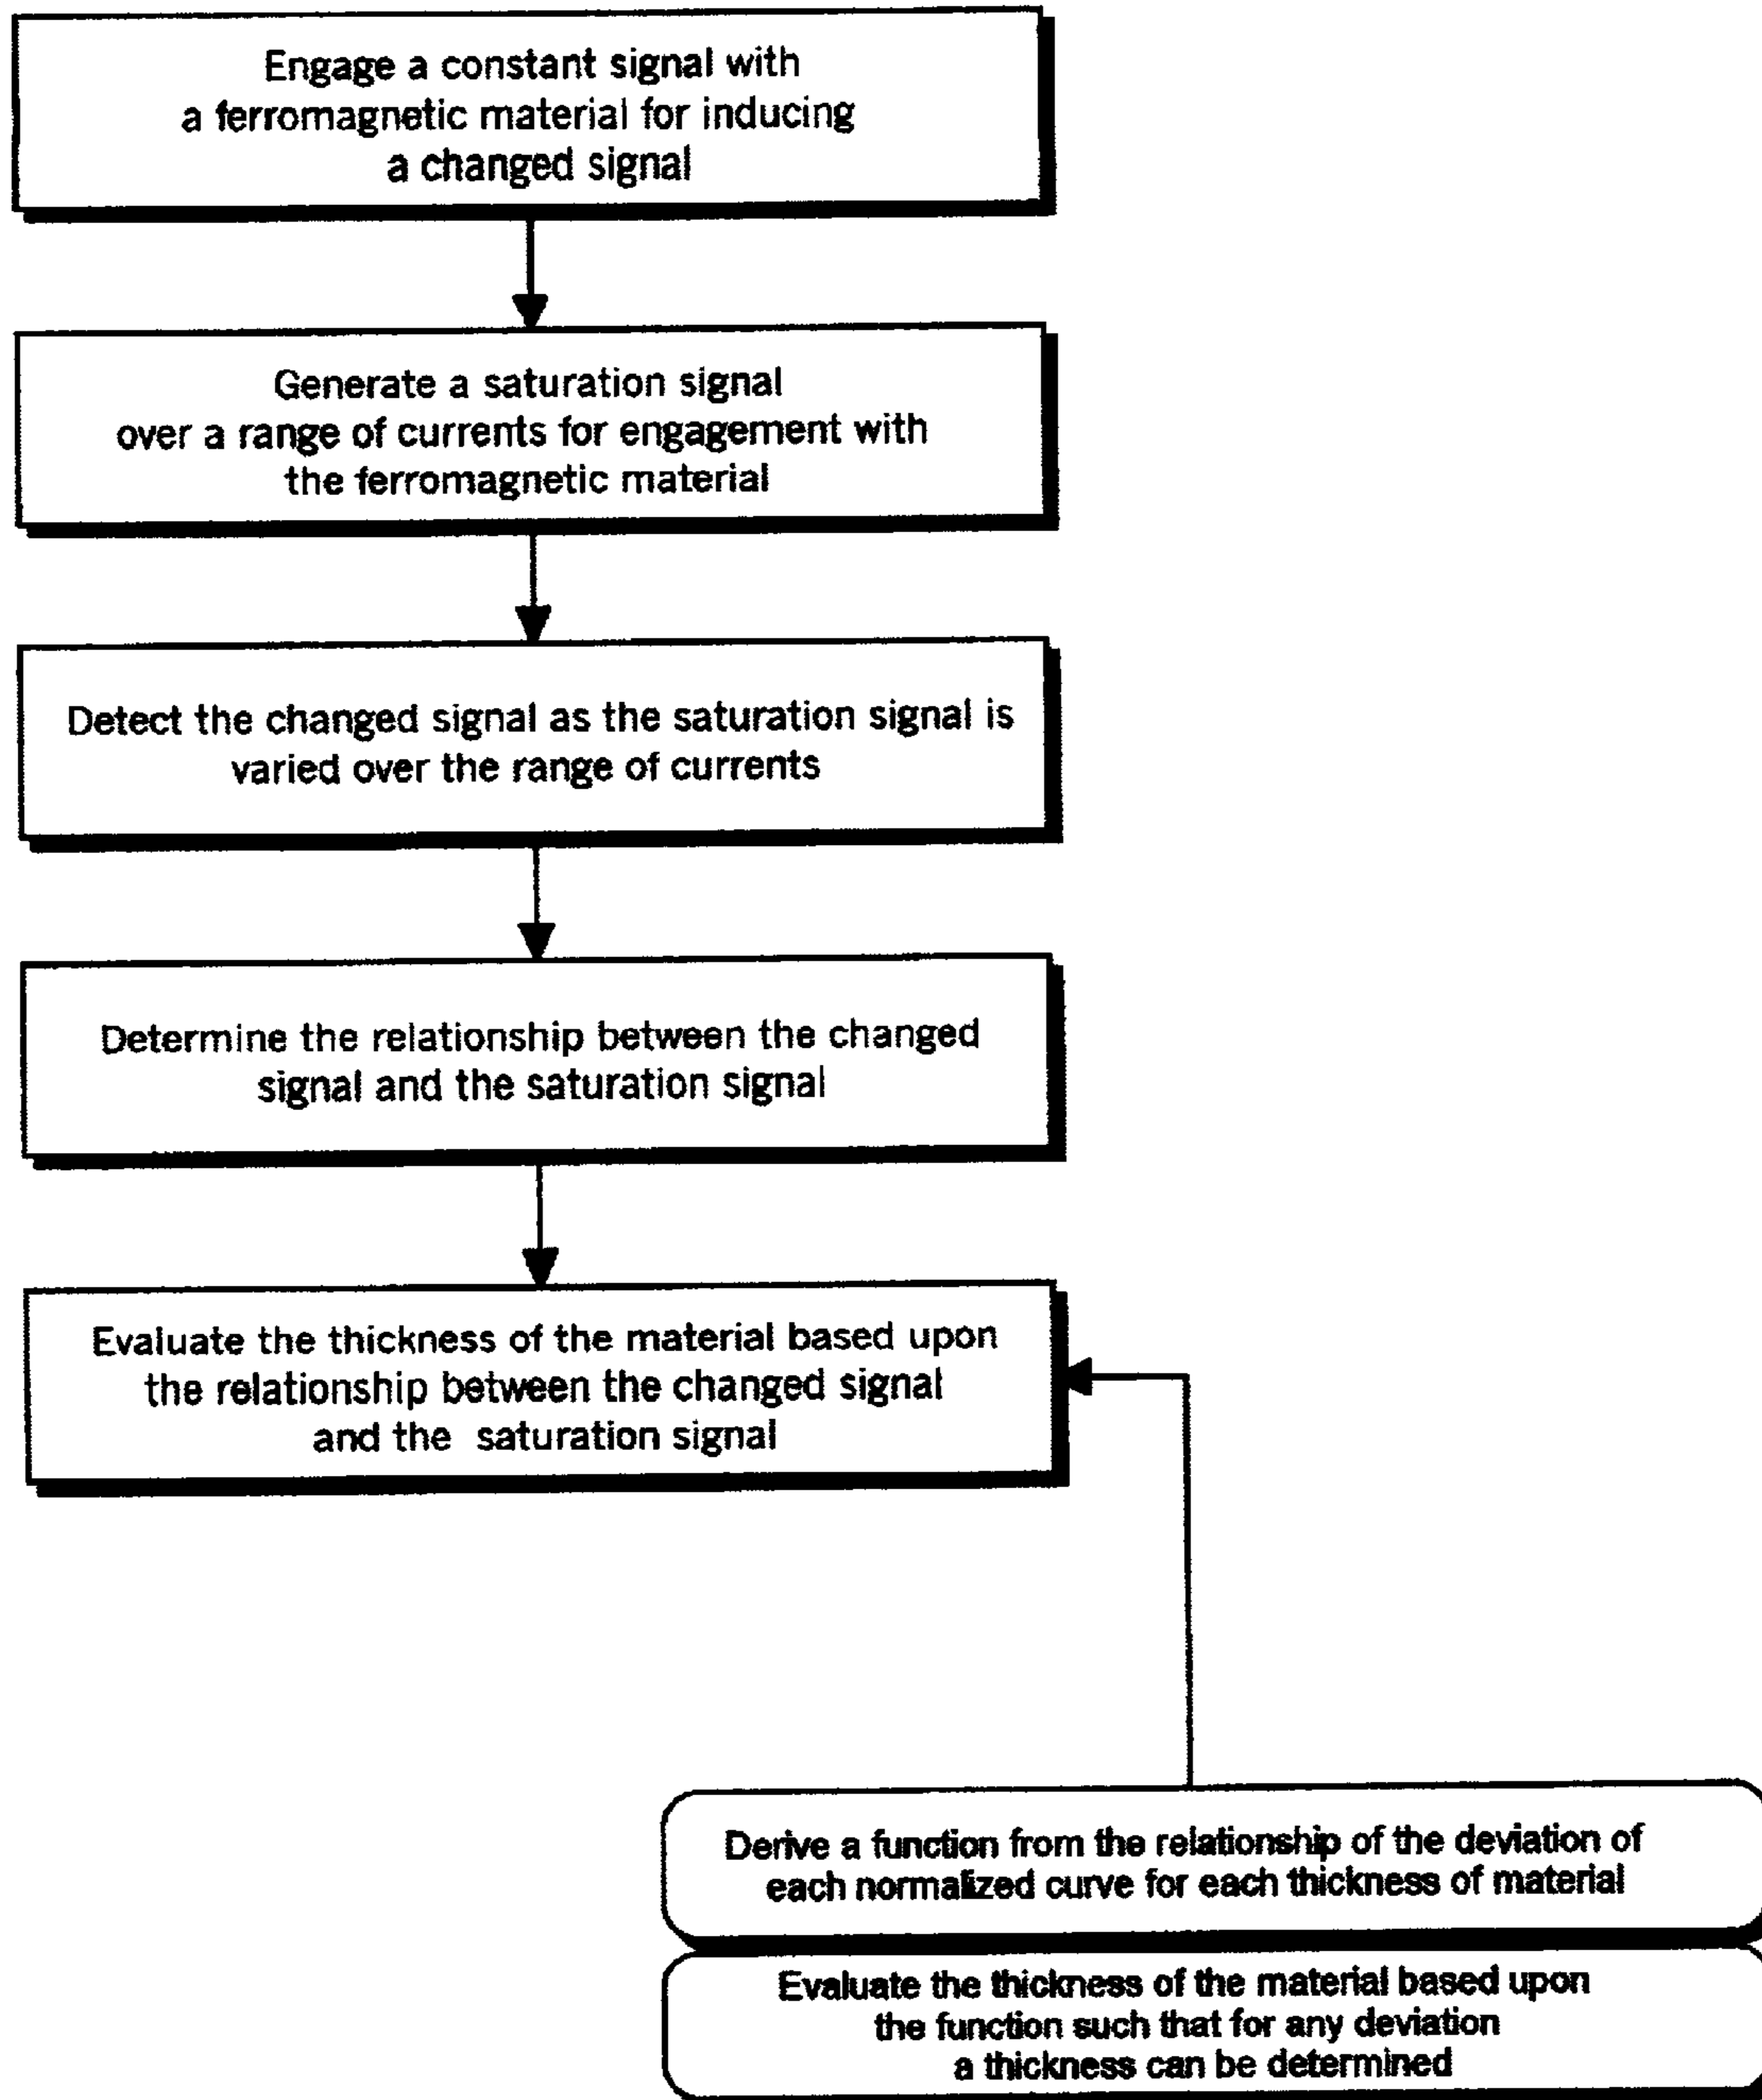 Engage a constant signal with
a ferromagnetic material for inducing
a changed signal
Generate a saturation signal
over a range of currents for engagement with
the ferromagnetic material
Detect the changed signal as the saturation signal is
varied over the range of currents
Determine the relationship between the changed
signal and the saturation signal
Evaluate the thickness of the material based upon
the relationship between the changed signal
and the saturation signal
Derive a function from the relationship of the deviation of
each normalized curve for each thickness of material
Evaluate the thickness of the material based upon
the function such that for any deviation
a thickness can be determined